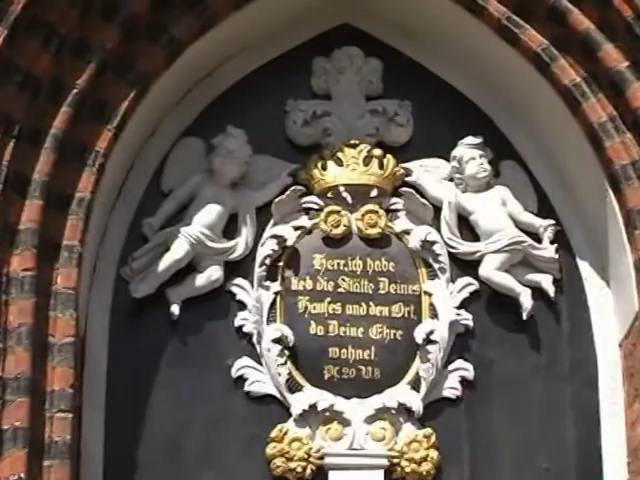 Herr, ich habe
lieb die Stätte Deines
Hauses und den Ort,
da Deine Ehre
wohnet.
Ps. 26 V.8